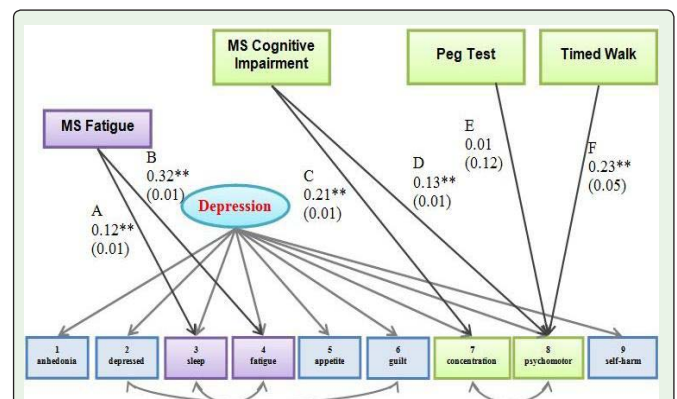 MS Cognitive
Impairment
Peg Test
Timed Walk
MS Fatigue
E
0.01
(0.12)
B
0.32**
(0.01)
F
0.23**
(0.05)
C
0.21**
(0.01)
D
0.13**
(0.01)
Depression
A
0.12**
(0.01)
1
anhedonia
2
depressed
3
sleep
4
fatigue
5
appetite
6
guilt
7
concentration
8
psychomotor
9
self-harm